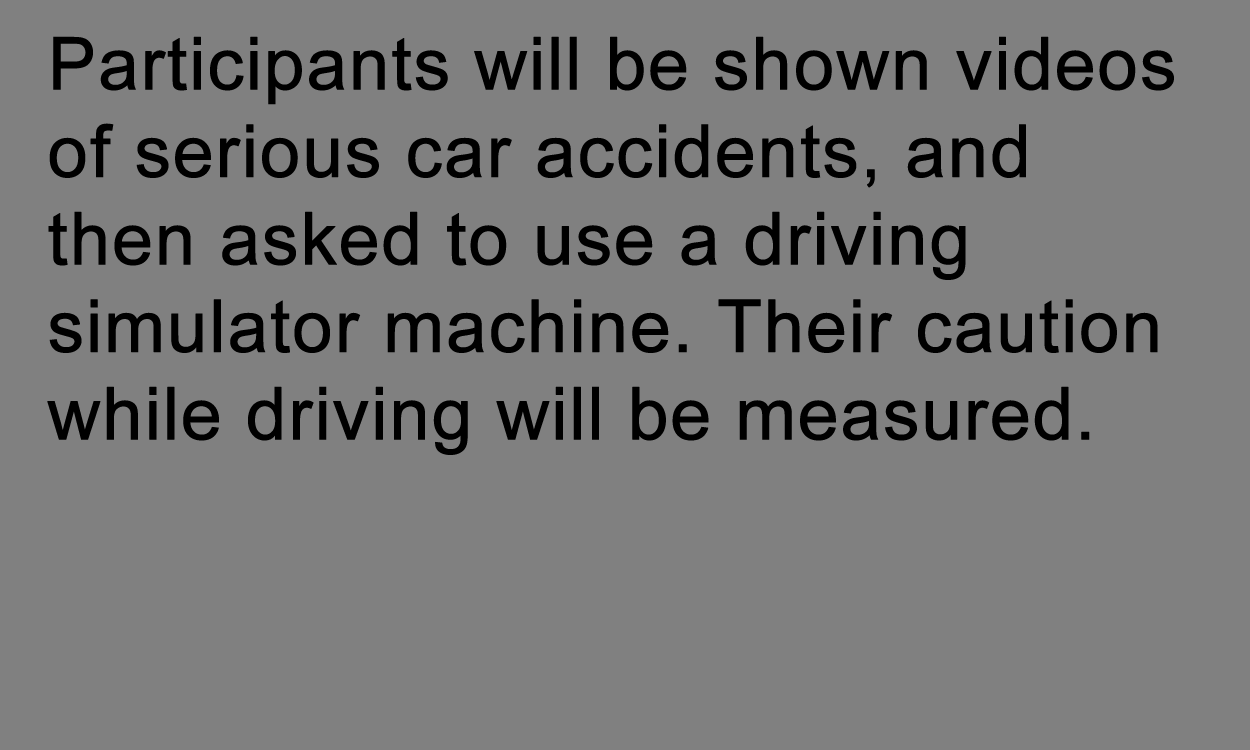 Participants will be shown videos
of serious car accidents, and
then asked to use a driving
simulator machine. Their caution
while driving will be measured.